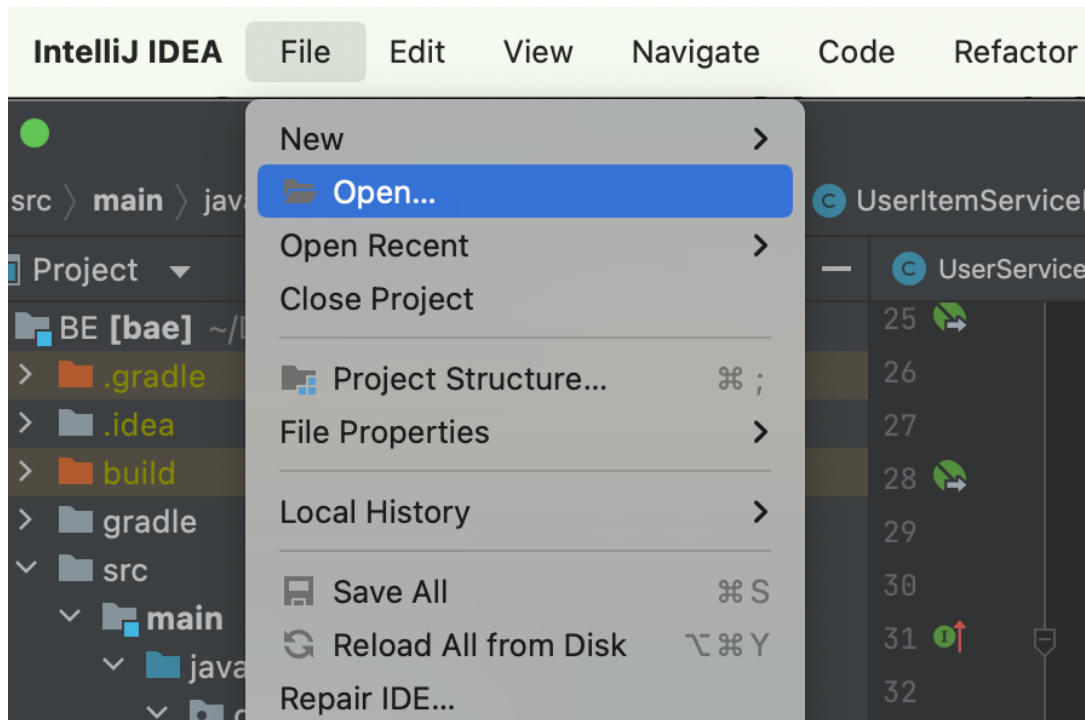 IntelliJ IDEA File Edit View Navigate Code Refactor
New
src main UserItemService
Open...
Open Recent
Project UserService
Close Project
BE [bae]
25
.gradle
Project Structure... ⌘ ;
26
.idea
File Properties
27
build
28
Local History
gradle
29
src
Save All ⌘ S
30
main
Reload All from Disk ⌥ ⌘ Y
31
java
Repair IDE...
32